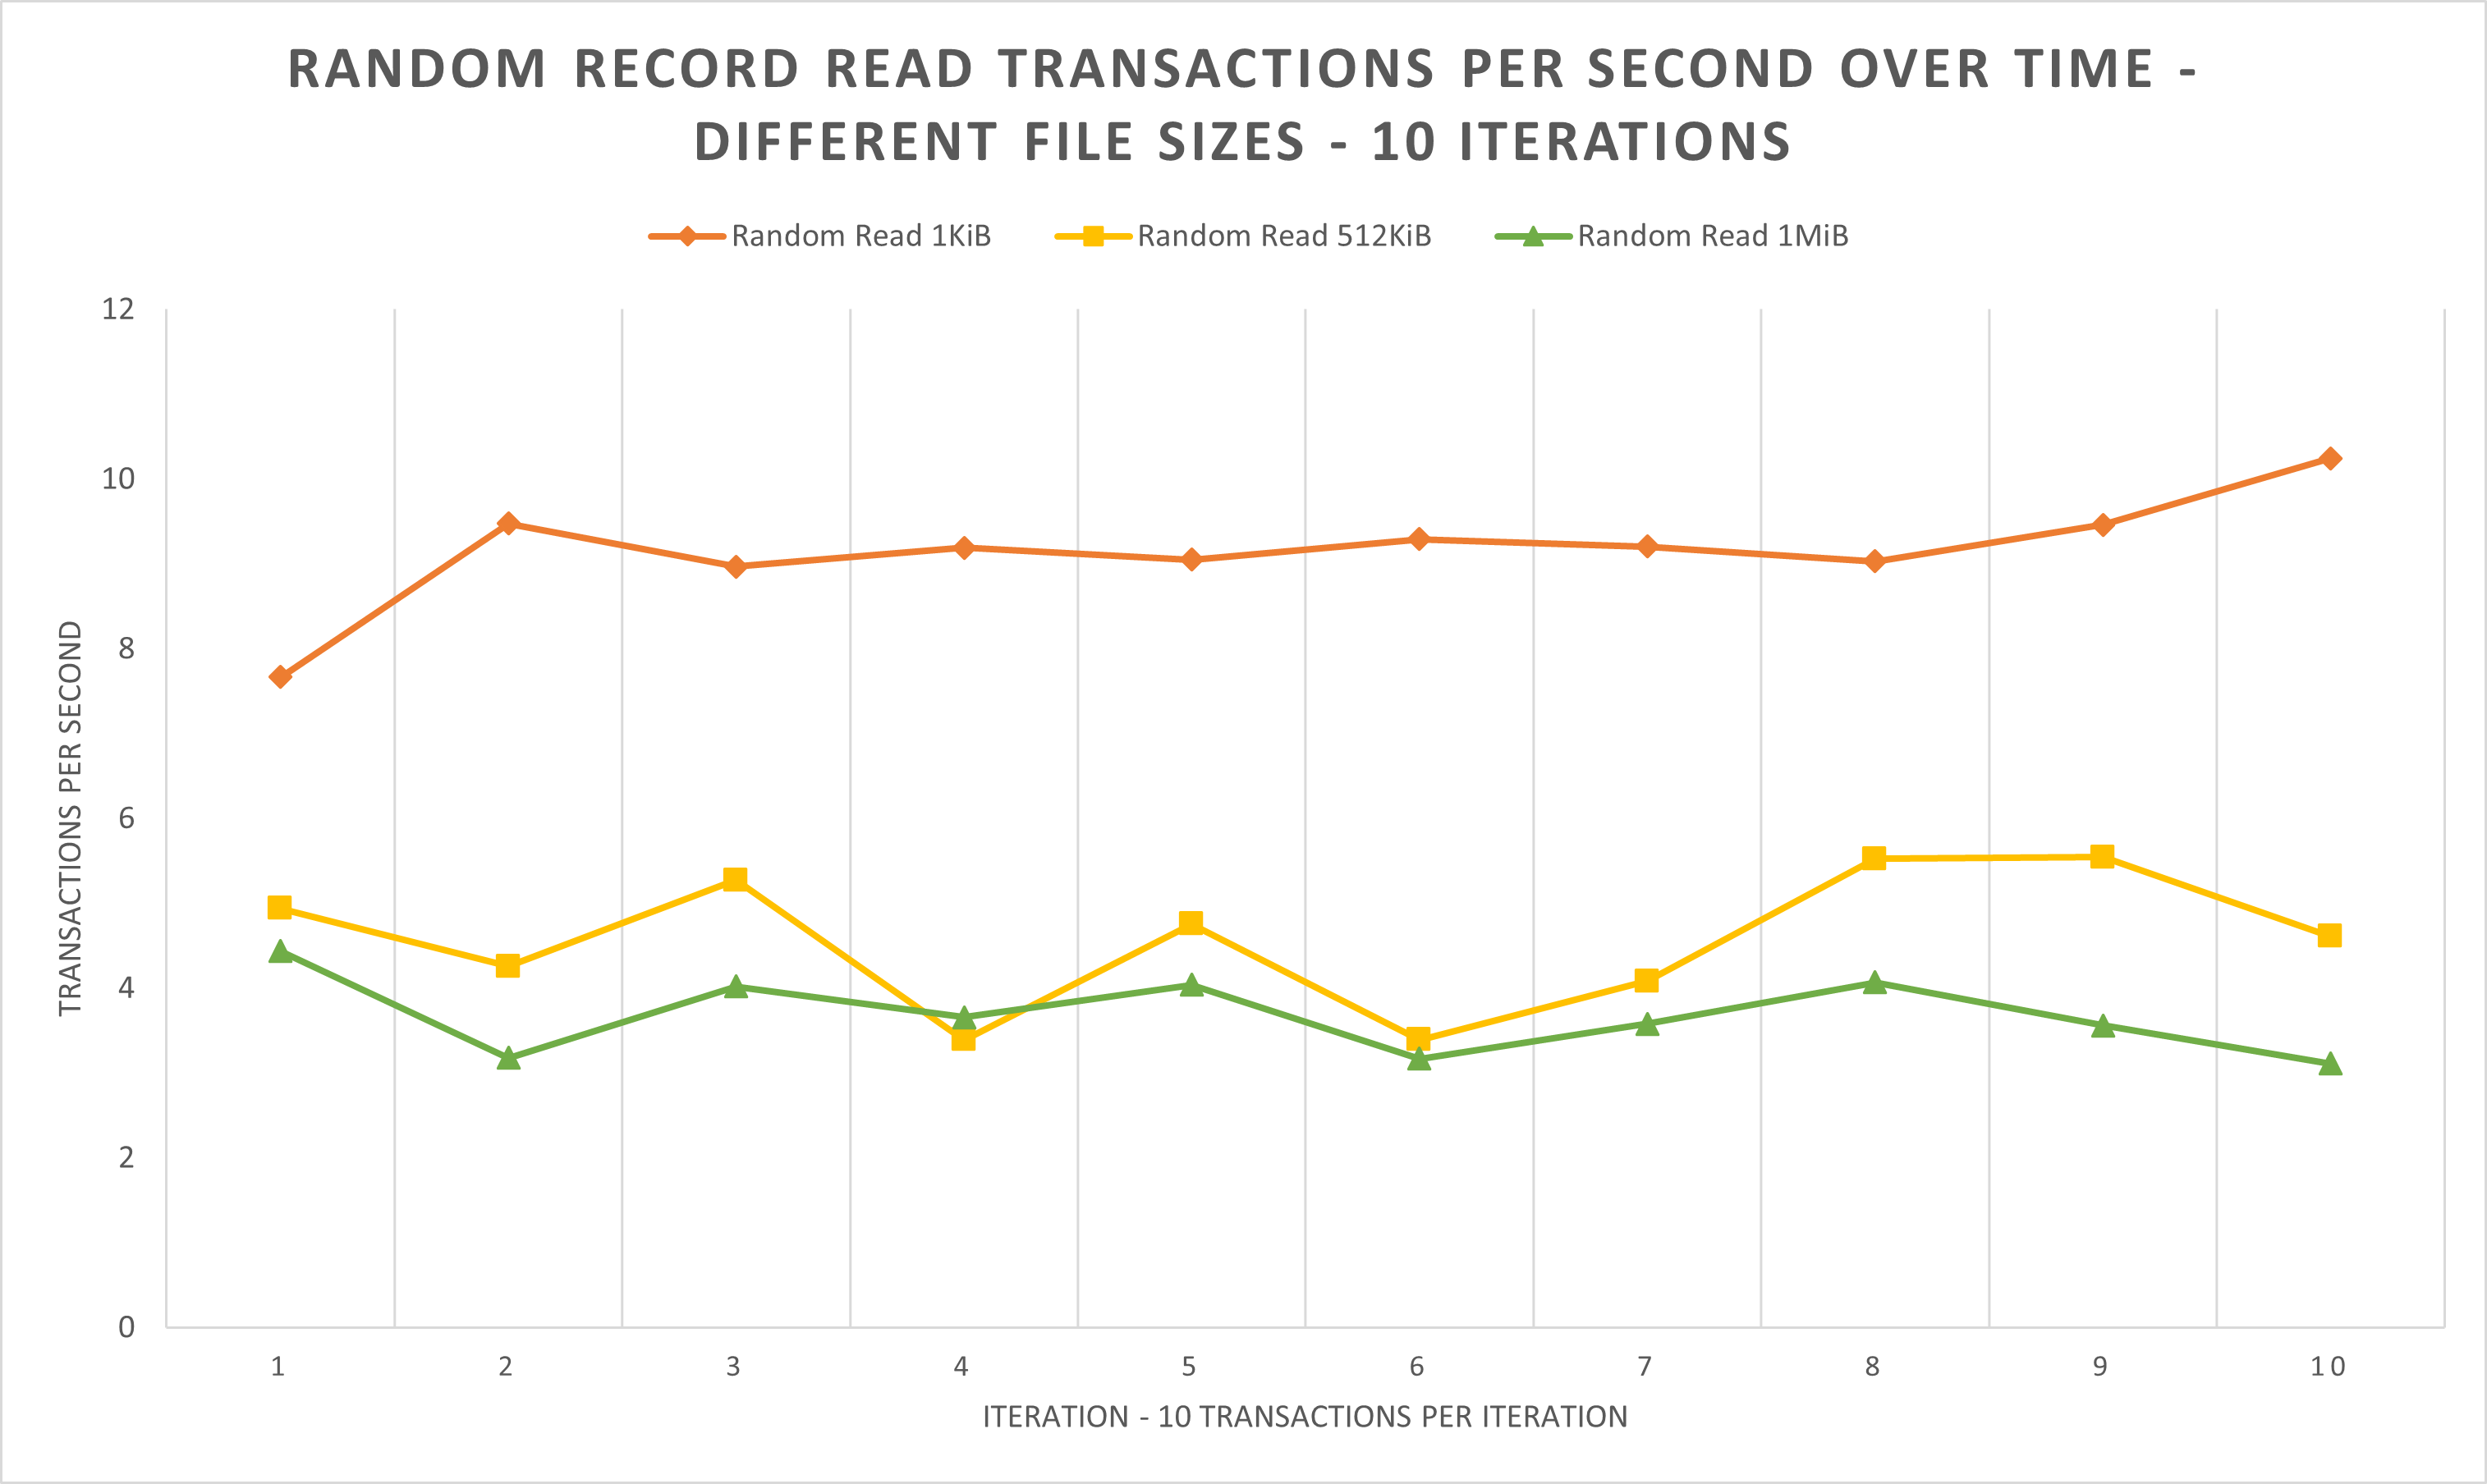 RANDOM RECORD READ TRANSACTIONS PER SECOND OVER TIME -
DIFFERENT FILE SIZES - 10 ITERATIONS
Random Read 1KiB
Random Read 512KiB
Random Read 1MiB
12
10
8
6
4
2
0
TRANSACTIONS PER SECOND
1 2 3 4 5 6 7 8 9 10
ITERATION - 10 TRANSACTIONS PER ITERATION